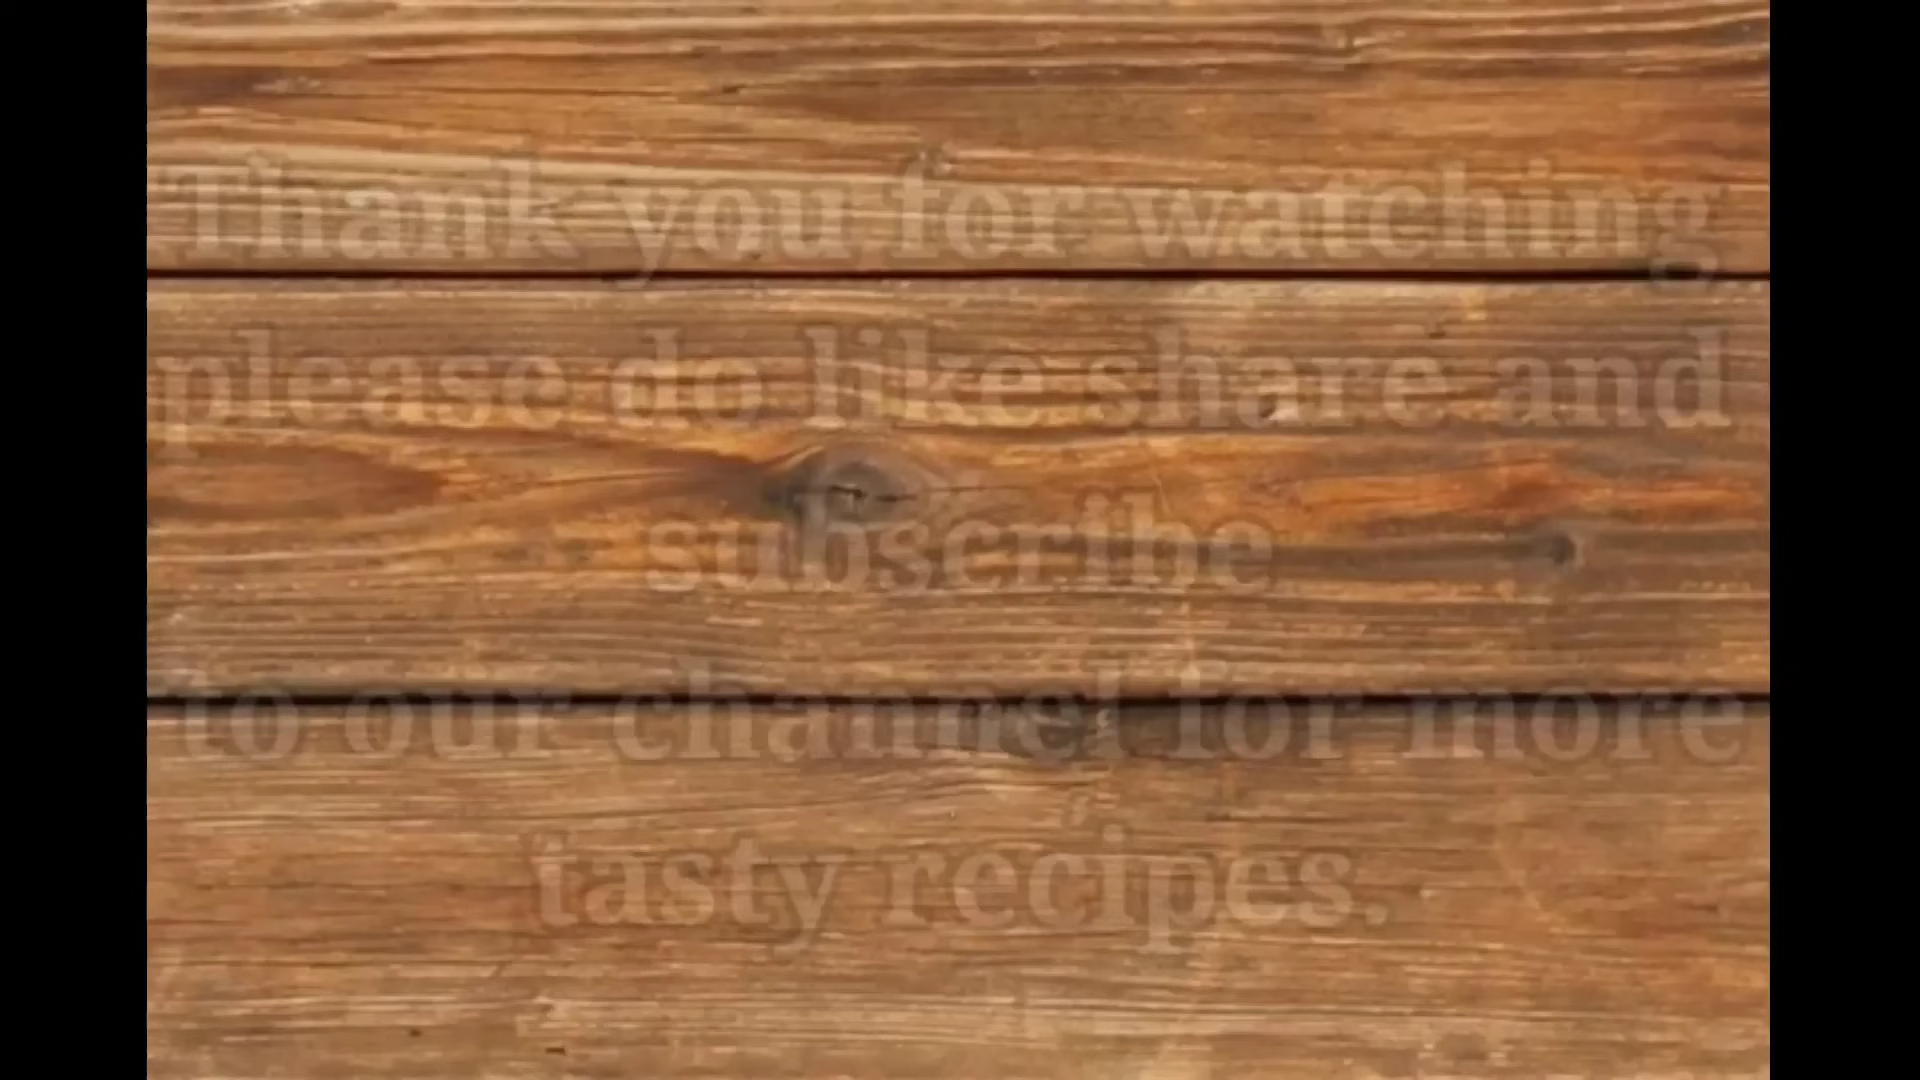 Thank you for watching
please do like share and
subscribe
to our channel for more
tasty recipes.